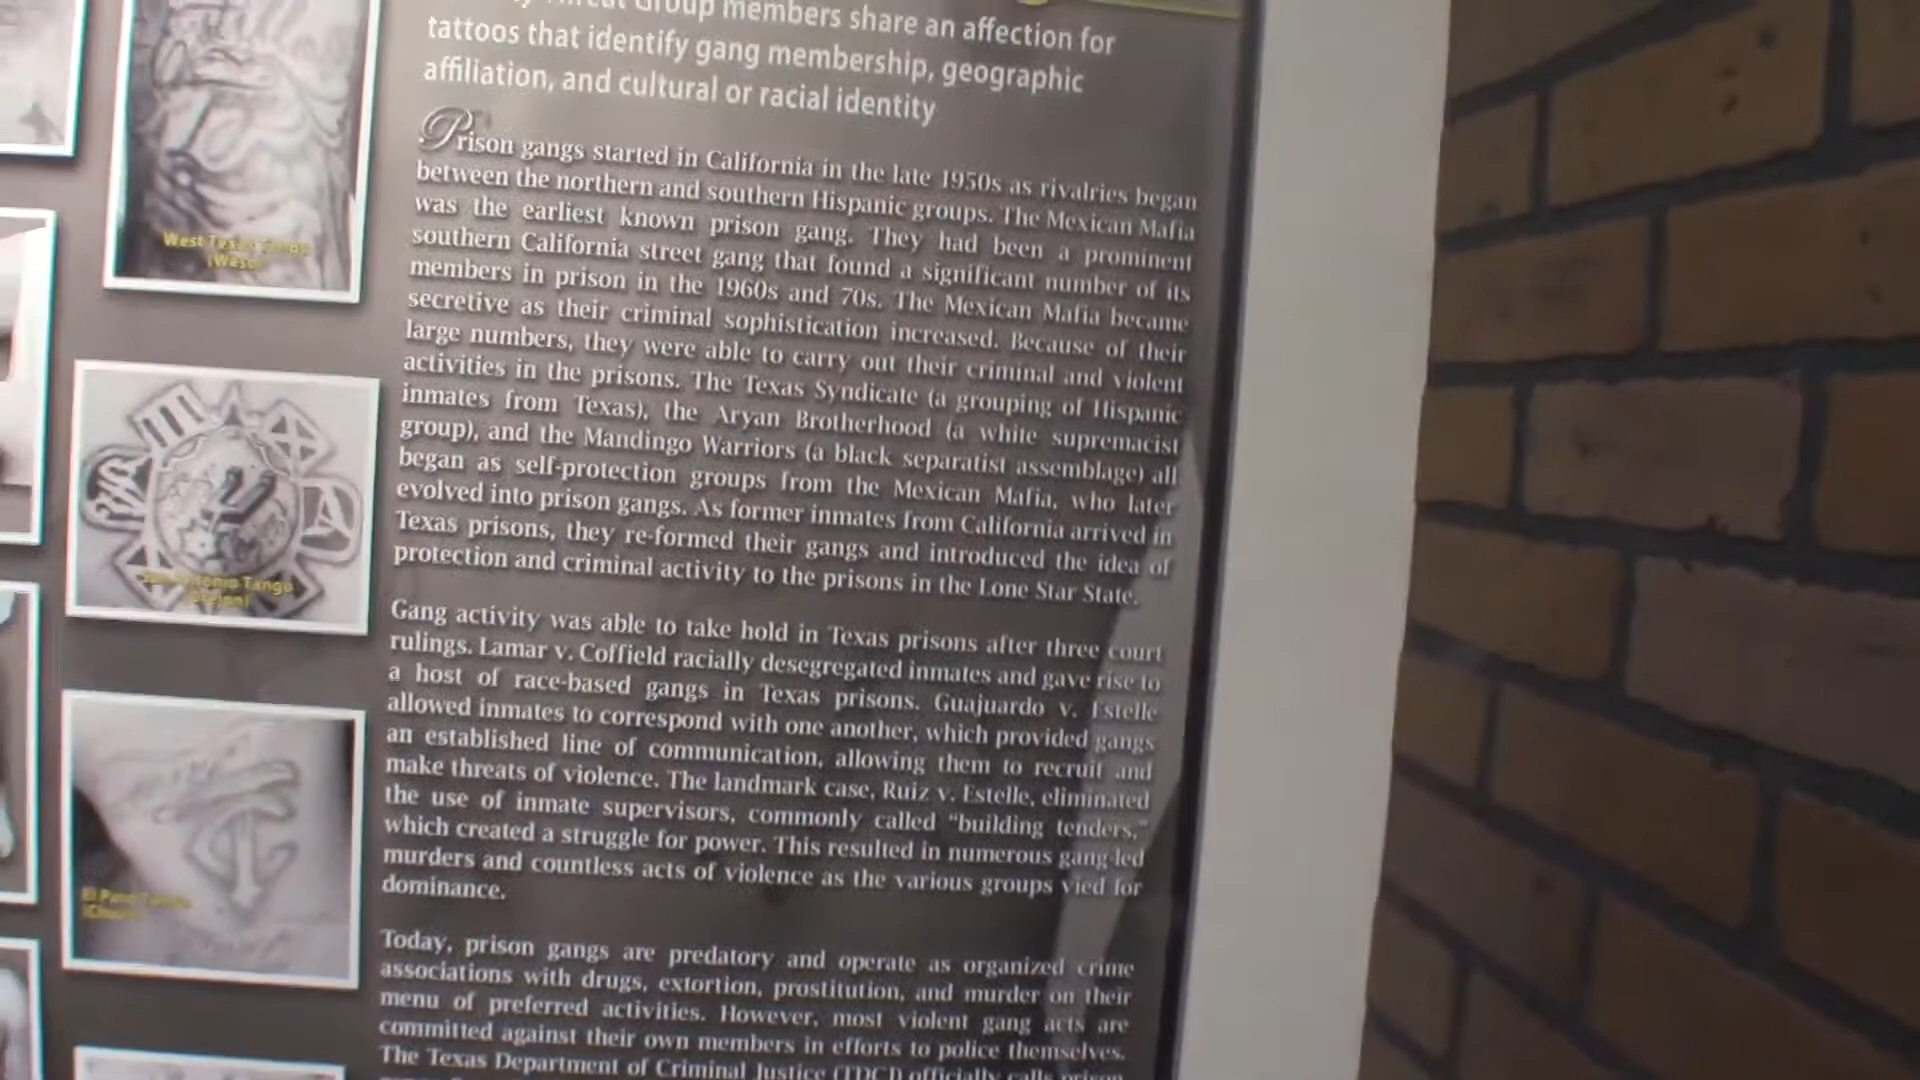 Group members share an affection for
tattoos that identify gang membership, geographic
affiliation, and cultural or racial identity
Prison gangs started in California in the late 1950s as rivalries began
between the northern and southern Hispanic groups. The Mexican Mafia
was the earliest known prison gang. They had been a prominent
southern California street gang that found a significant number of its
members in prison in the 1960s and 70s. The Mexican Mafia became
secretive as their criminal sophistication increased. Because of their
large numbers, they were able to carry out their criminal and violent
activities in the prisons. The Texas Syndicate (a grouping of Hispanic
inmates from Texas), the Aryan Brotherhood (a white supremacist
group), and the Mandingo Warriors (a black separatist assemblage) all
began as self-protection groups from the Mexican Mafia, who later
evolved into prison gangs. As former inmates from California arrived in
Texas prisons, they re-formed their gangs and introduced the idea of
protection and criminal activity to the prisons in the Lone Star State.
Gang activity was able to take hold in Texas prisons after three court
rulings. Lamar v. Coffield racially desegregated inmates and gave rise to
a host of race-based gangs in Texas prisons. Guajuardo v. Estelle
allowed inmates to correspond with one another, which provided gangs
an established line of communication, allowing them to recruit and
make threats of violence. The landmark case, Ruiz v. Estelle, eliminated
the use of inmate supervisors, commonly called "building tenders,"
which created a struggle for power. This resulted in numerous gang-led
murders and countless acts of violence as the various groups vied for
dominance.
Today, prison gangs are predatory and operate as organized crime
associations with drugs, extortion, prostitution, and murder on their
menu of preferred activities. However, most violent gang acts are
committed against their own members in efforts to police themselves.
The Texas Department of Criminal Justice (TDCJ) officially calls prison
West Texas Tango
San Antonio Tango
El Paso Tango